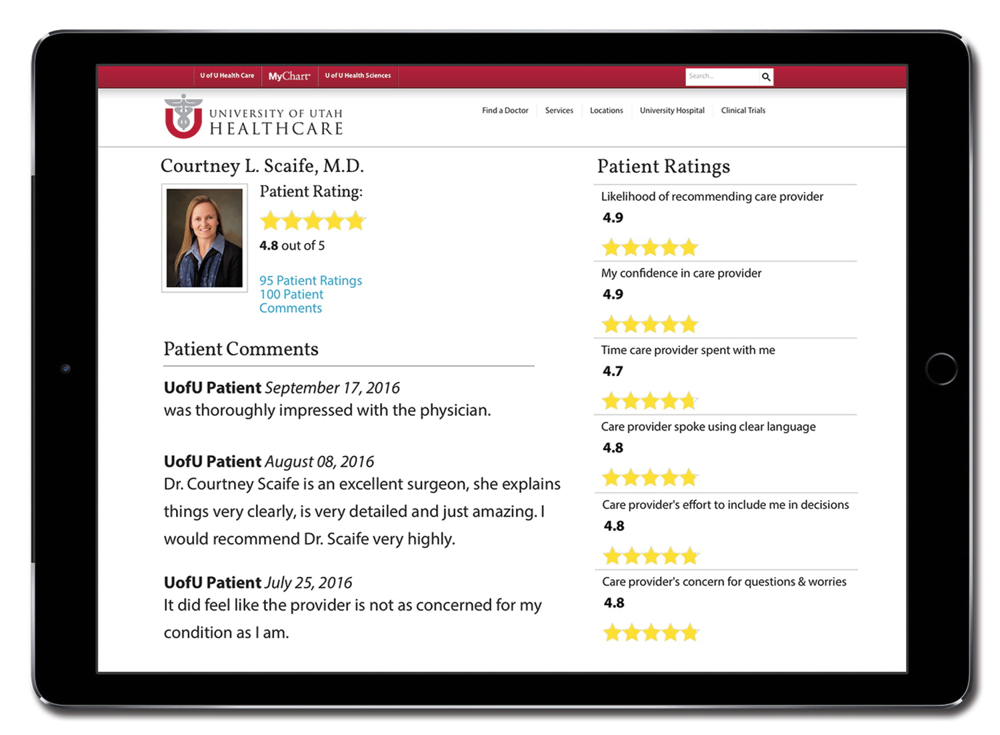 U of U Health Care
MyChart®
U of U Health Sciences
Search...
UNIVERSITY OF UTAH
HEALTHCARE
Find a Doctor
Services
Locations
University Hospital
Clinical Trials
Courtney L. Scaife, M.D.
Patient Rating:
4.8 out of 5
95 Patient Ratings
100 Patient
Comments
Patient Comments
UofU Patient September 17, 2016
was thoroughly impressed with the physician.
UofU Patient August 08, 2016
Dr. Courtney Scaife is an excellent surgeon, she explains
things very clearly, is very detailed and just amazing. I
would recommend Dr. Scaife very highly.
UofU Patient July 25, 2016
It did feel like the provider is not as concerned for my
condition as I am.
Patient Ratings
Likelihood of recommending care provider
4.9
My confidence in care provider
4.9
Time care provider spent with me
4.7
Care provider spoke using clear language
4.8
Care provider's effort to include me in decisions
4.8
Care provider's concern for questions & worries
4.8